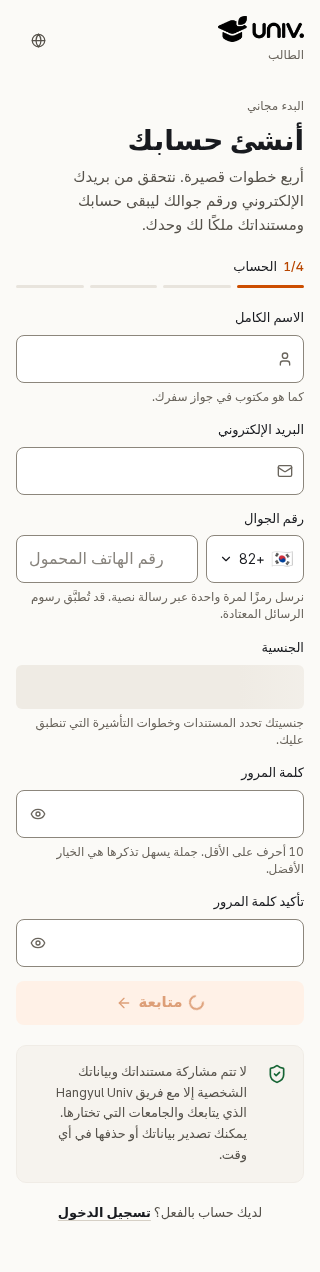 UNIV.
الطالب
البدء مجاني
أنشئ حسابك
أربع خطوات قصيرة. نتحقق من بريدك
الإلكتروني ورقم جوالك ليبقى حسابك
ومستنداتك ملكًا لك وحدك.
1/4 الحساب
الاسم الكامل
كما هو مكتوب في جواز سفرك.
البريد الإلكتروني
رقم الجوال
+82 رقم الهاتف المحمول
نرسل رمزًا لمرة واحدة عبر رسالة نصية. قد تُطبَّق رسوم
الرسائل المعتادة.
الجنسية
جنسيتك تحدد المستندات وخطوات التأشيرة التي تنطبق
عليك.
كلمة المرور
10 أحرف على الأقل. جملة يسهل تذكرها هي الخيار
الأفضل.
تأكيد كلمة المرور
متابعة
لا تتم مشاركة مستنداتك وبياناتك
الشخصية إلا مع فريق Hangyul Univ
الذي يتابعك والجامعات التي تختارها.
يمكنك تصدير بياناتك أو حذفها في أي
وقت.
لديك حساب بالفعل؟ تسجيل الدخول